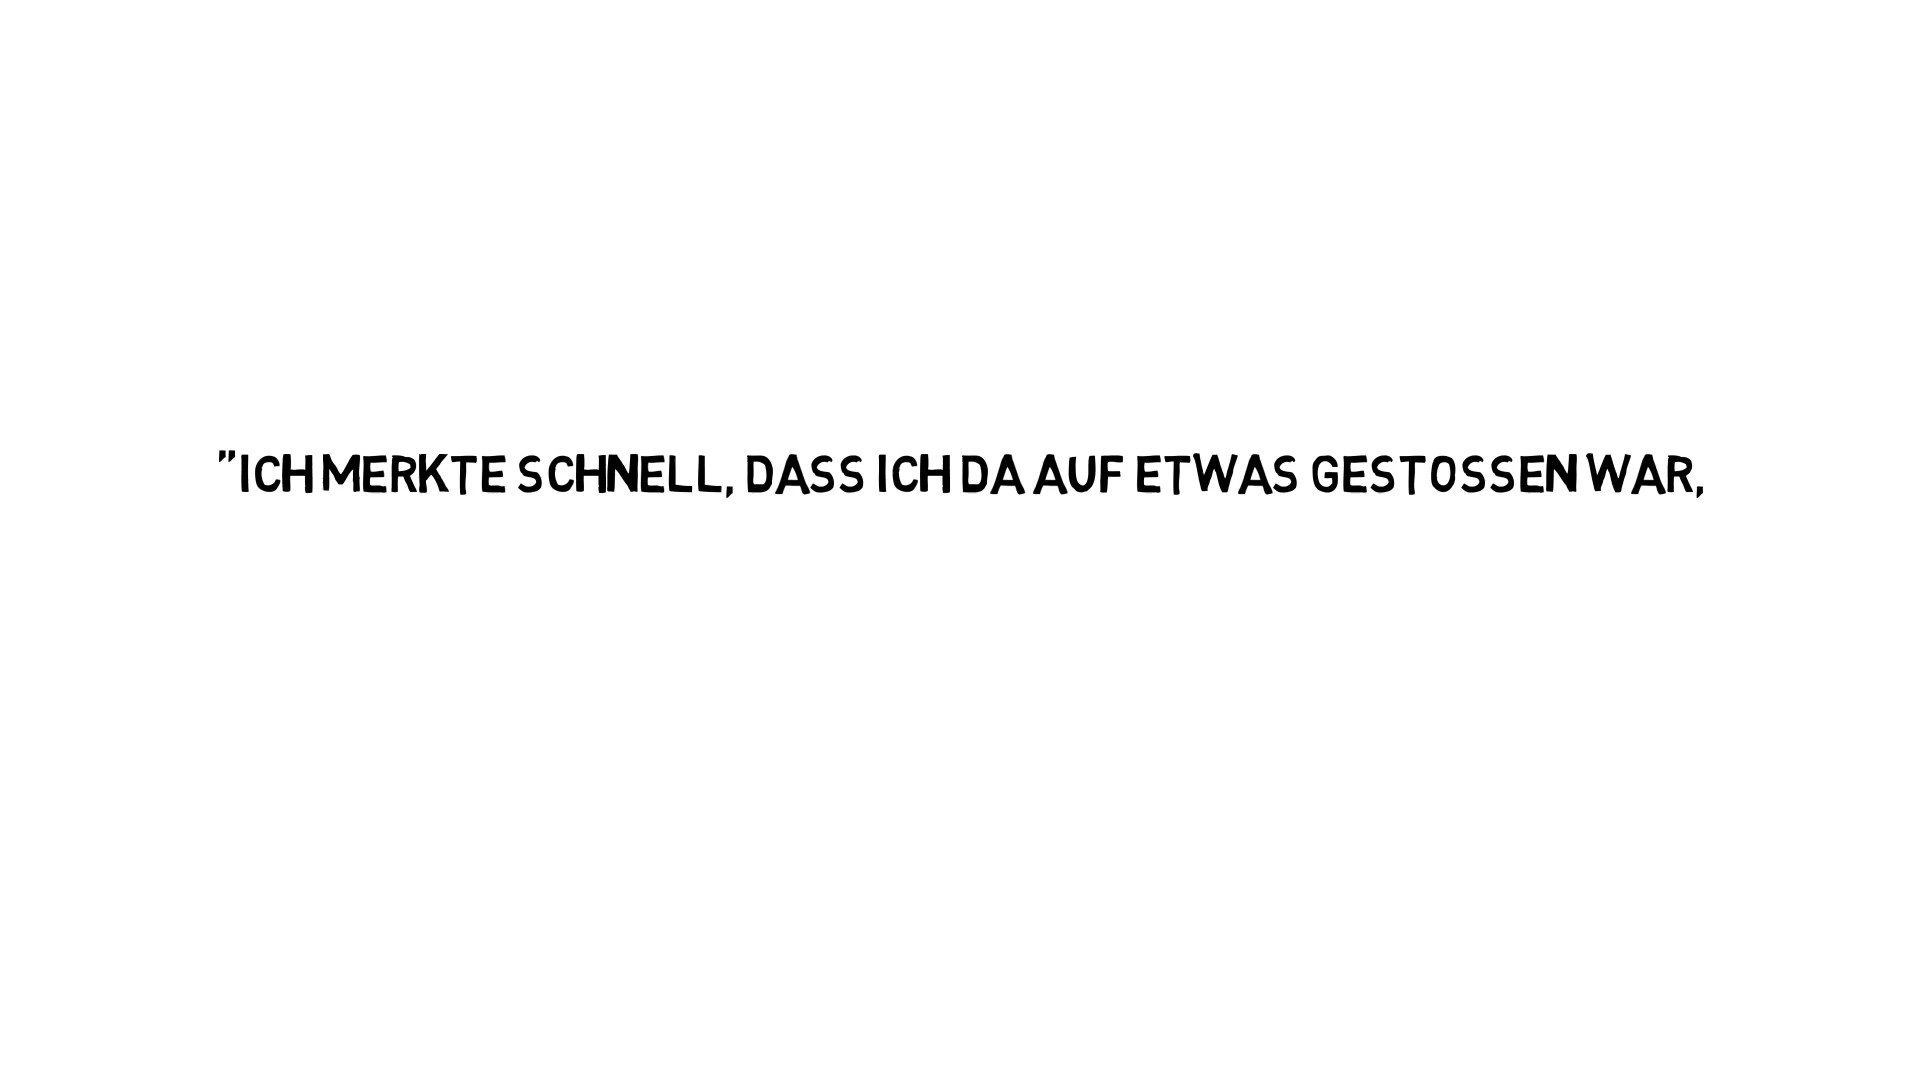 "ICH MERKTE SCHNELL, DASS ICH DA AUF ETWAS GESTOSSEN WAR,